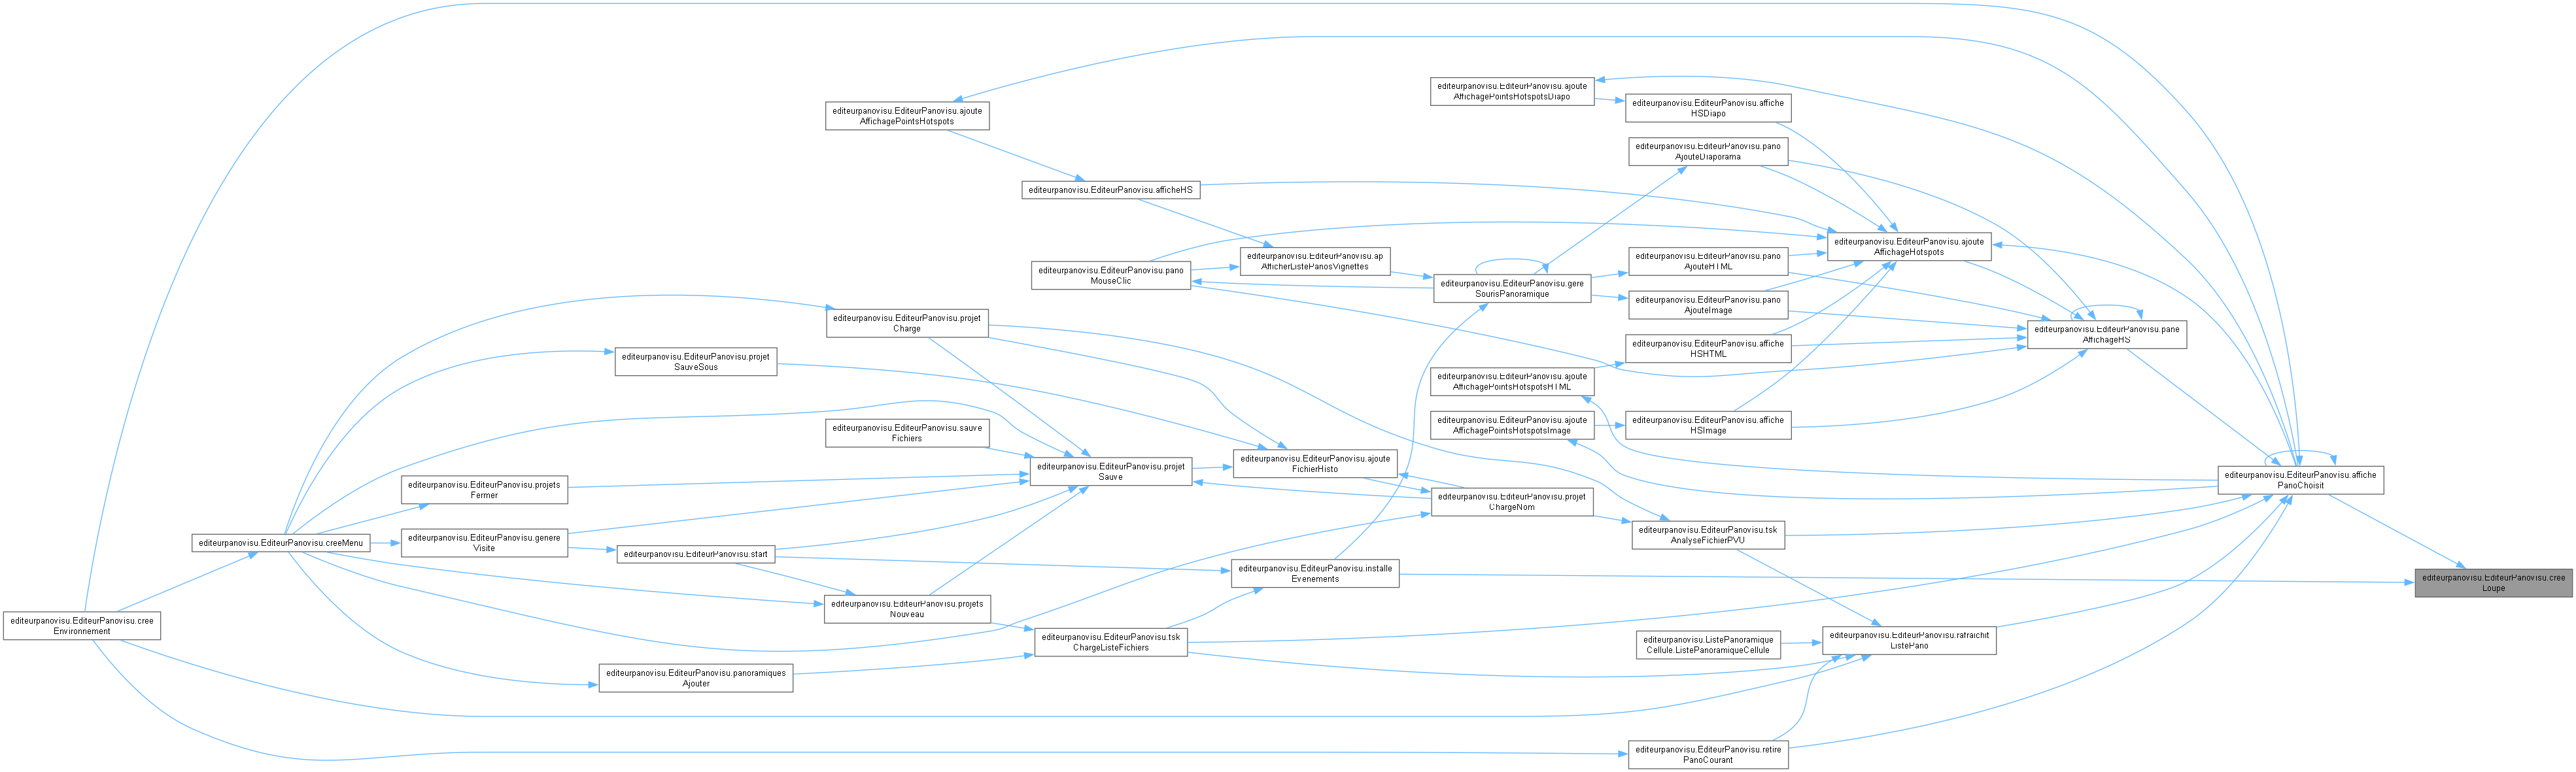 editeurpanovisu.EditeurPanovisu.ajoute
AffichagePointsHotspotsDiapo
editeurpanovisu.EditeurPanovisu.affiche
HSDiapo
editeurpanovisu.EditeurPanovisu.ajoute
AffichagePointsHotspots
editeurpanovisu.EditeurPanovisu.pano
AjouteDiaporama
editeurpanovisu.EditeurPanovisu.afficheHS
editeurpanovisu.EditeurPanovisu.ajoute
AffichageHotspots
editeurpanovisu.EditeurPanovisu.ap
AfficherListePanosVignettes
editeurpanovisu.EditeurPanovisu.pano
AjouteHTML
editeurpanovisu.EditeurPanovisu.pano
MouseClic
editeurpanovisu.EditeurPanovisu.gere
SourisPanoramique
editeurpanovisu.EditeurPanovisu.pano
AjouteImage
editeurpanovisu.EditeurPanovisu.projet
Charge
editeurpanovisu.EditeurPanovisu.pane
AffichageHS
editeurpanovisu.EditeurPanovisu.affiche
HSHTML
editeurpanovisu.EditeurPanovisu.projet
SauveSous
editeurpanovisu.EditeurPanovisu.ajoute
AffichagePointsHotspotsHTML
editeurpanovisu.EditeurPanovisu.sauve
Fichiers
editeurpanovisu.EditeurPanovisu.ajoute
AffichagePointsHotspotsImage
editeurpanovisu.EditeurPanovisu.affiche
HSImage
editeurpanovisu.EditeurPanovisu.projet
Sauve
editeurpanovisu.EditeurPanovisu.ajoute
FichierHisto
editeurpanovisu.EditeurPanovisu.affiche
PanoChoisit
editeurpanovisu.EditeurPanovisu.projets
Fermer
editeurpanovisu.EditeurPanovisu.projet
ChargeNom
editeurpanovisu.EditeurPanovisu.creeMenu
editeurpanovisu.EditeurPanovisu.genere
Visite
editeurpanovisu.EditeurPanovisu.start
editeurpanovisu.EditeurPanovisu.tsk
AnalyseFichierPVU
editeurpanovisu.EditeurPanovisu.installe
Evenements
editeurpanovisu.EditeurPanovisu.cree
Loupe
editeurpanovisu.EditeurPanovisu.projets
Nouveau
editeurpanovisu.EditeurPanovisu.cree
Environnement
editeurpanovisu.EditeurPanovisu.tsk
ChargeListeFichiers
editeurpanovisu.ListePanoramique
Cellule.ListePanoramiqueCellule
editeurpanovisu.EditeurPanovisu.rafraichit
ListePano
editeurpanovisu.EditeurPanovisu.panoramiques
Ajouter
editeurpanovisu.EditeurPanovisu.retire
PanoCourant